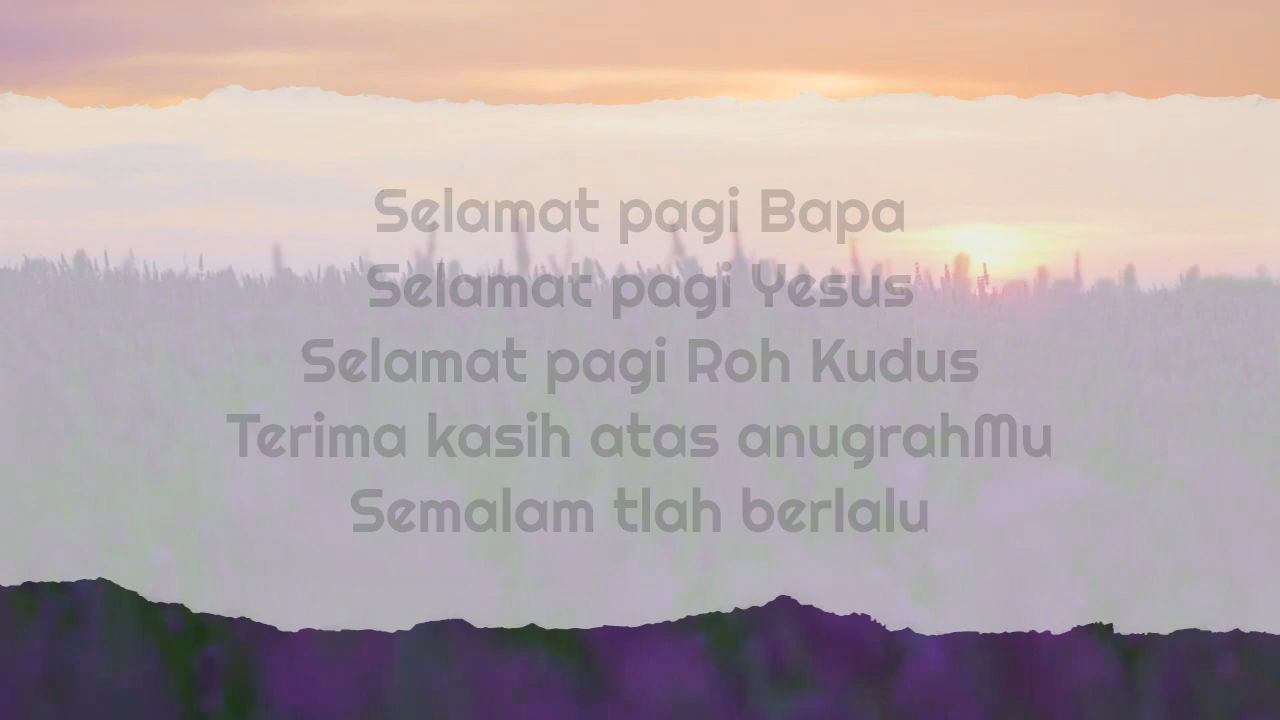 Selamat pagi Bapa
Selamat pagi Yesus
Selamat pagi Roh Kudus
Terima kasih atas anugrahMu
Semalam tlah berlalu